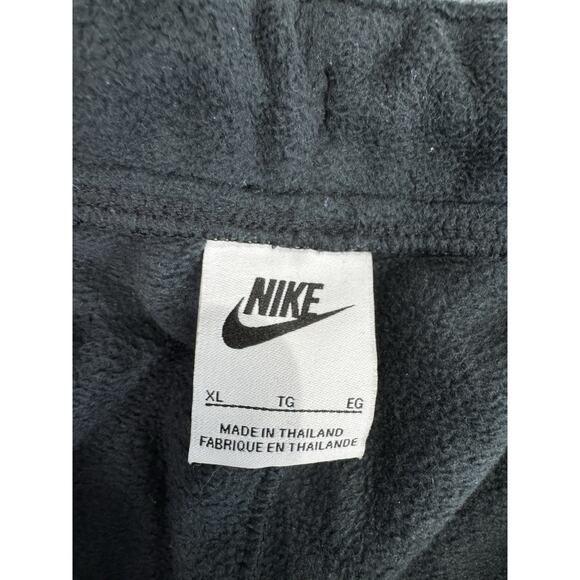 NIKE
XL TG EG
MADE IN THAILAND
FABRIQUE EN THAILANDE